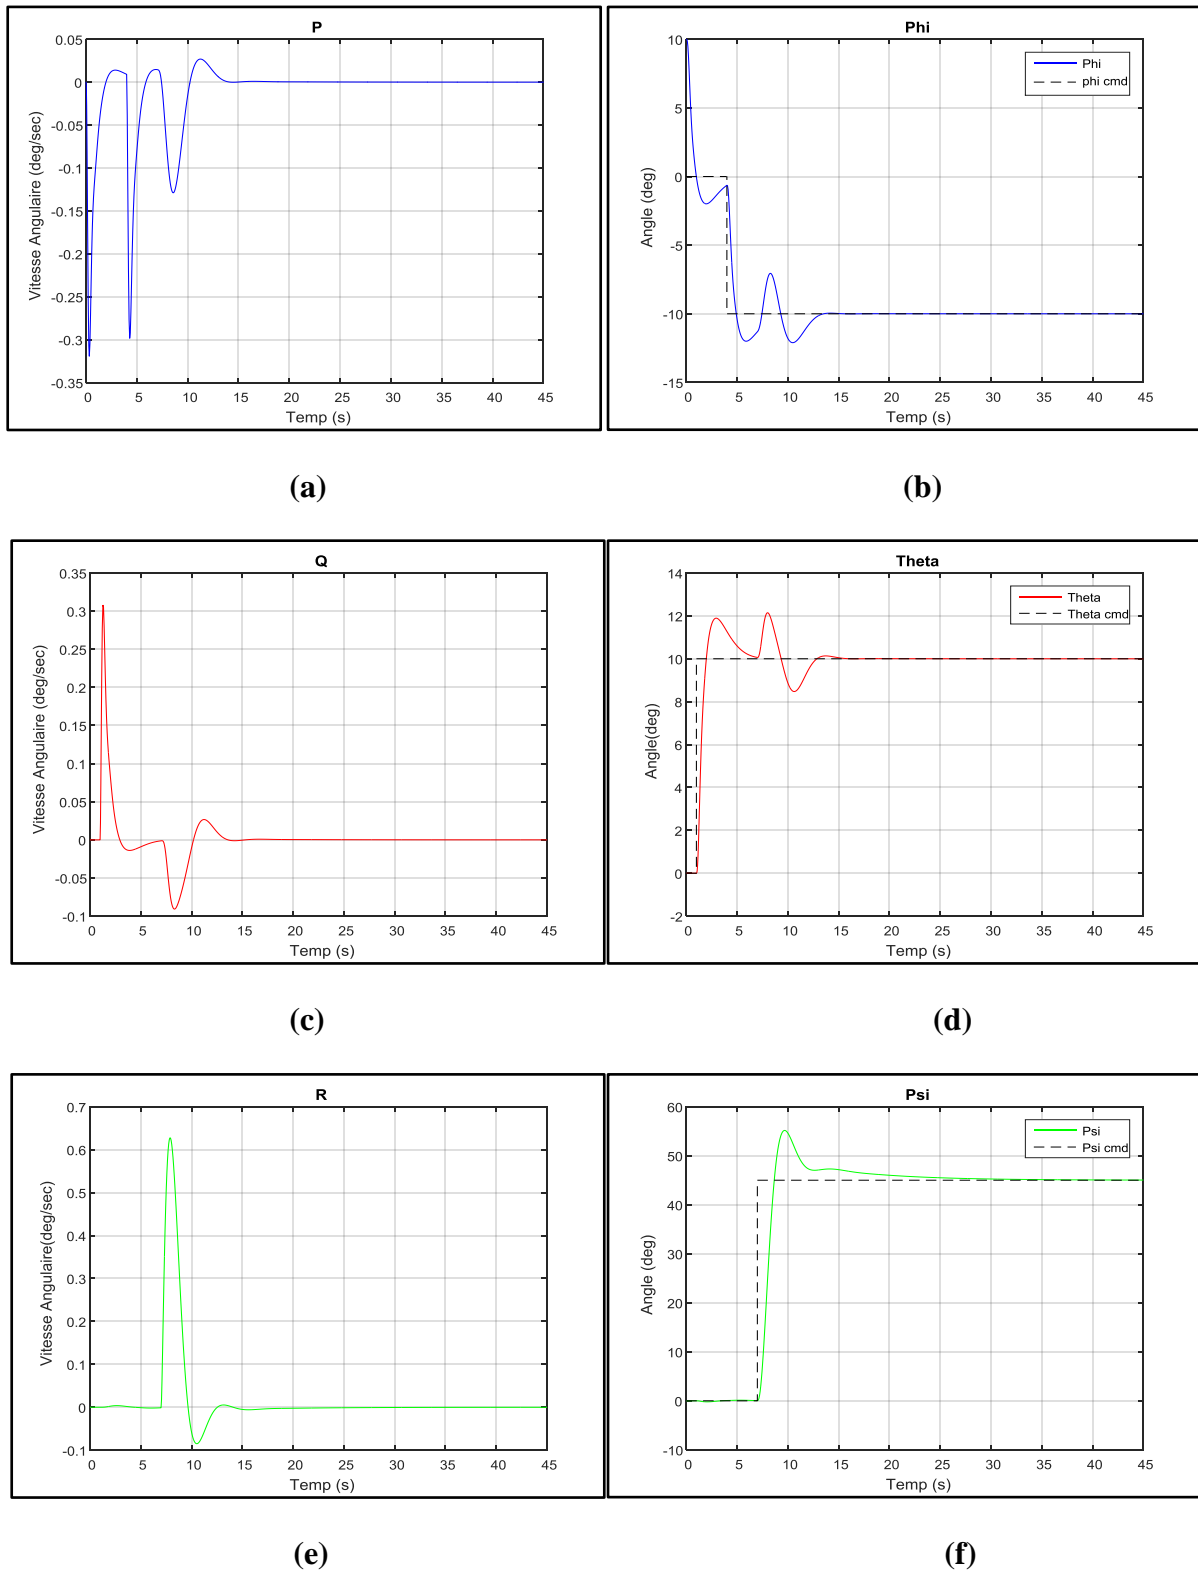 P
0.05
0
-0.05
-0.1
-0.15
-0.2
-0.25
-0.3
-0.35
Vitesse Angulaire (deg/sec)
0 5 10 15 20 25 30 35 40 45
Temp (s)
(a)
Phi
Phi
phi cmd
10
5
0
-5
-10
-15
Angle (deg)
0 5 10 15 20 25 30 35 40 45
Temp (s)
(b)
Q
0.35
0.3
0.25
0.2
0.15
0.1
0.05
0
-0.05
-0.1
Vitesse Angulaire (deg/sec)
0 5 10 15 20 25 30 35 40 45
Temp (s)
(c)
Theta
Theta
Theta cmd
14
12
10
8
6
4
2
0
-2
Angle(deg)
0 5 10 15 20 25 30 35 40 45
Temp (s)
(d)
R
0.7
0.6
0.5
0.4
0.3
0.2
0.1
0
-0.1
Vitesse Angulaire(deg/sec)
0 5 10 15 20 25 30 35 40 45
Temp (s)
(e)
Psi
Psi
Psi cmd
60
50
40
30
20
10
0
-10
Angle (deg)
0 5 10 15 20 25 30 35 40 45
Temp (s)
(f)